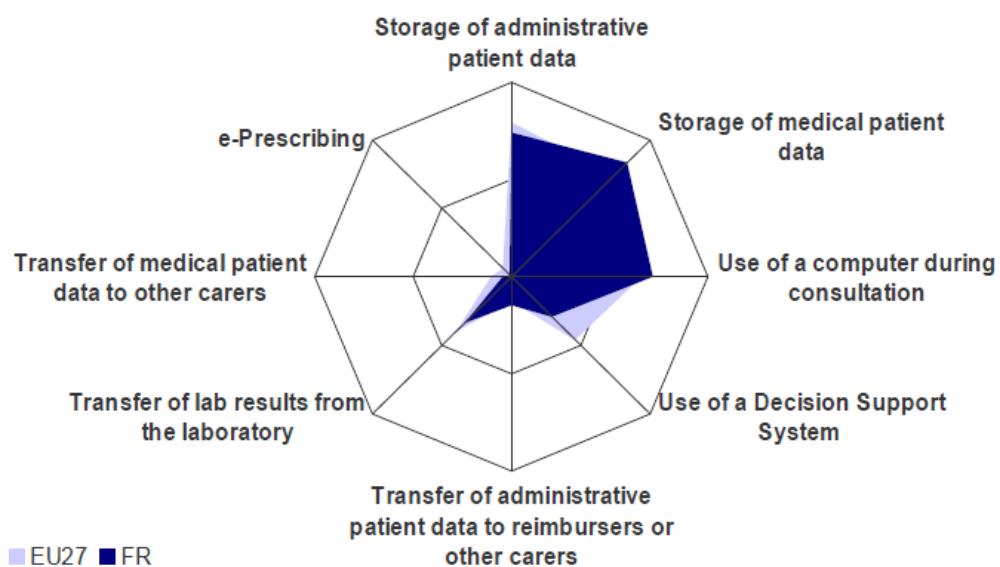 Storage of administrative
patient data
Storage of medical patient
data
e-Prescribing
Use of a computer during
consultation
Transfer of medical patient
data to other carers
Use of a Decision Support
System
Transfer of lab results from
the laboratory
Transfer of administrative
patient data to reimbursers or
other carers
EU27 FR